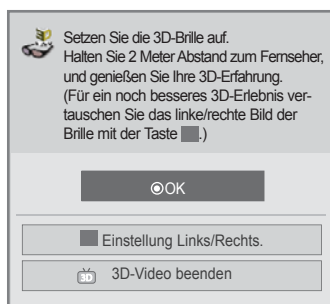 Setzen Sie die 3D-Brille auf.
Halten Sie 2 Meter Abstand zum Fernseher,
und genießen Sie Ihre 3D-Erfahrung.
(Für ein noch besseres 3D-Erlebnis ver-
tauschen Sie das linke/rechte Bild der
Brille mit der Taste .)
OK
Einstellung Links/Rechts.
3D 3D-Video beenden